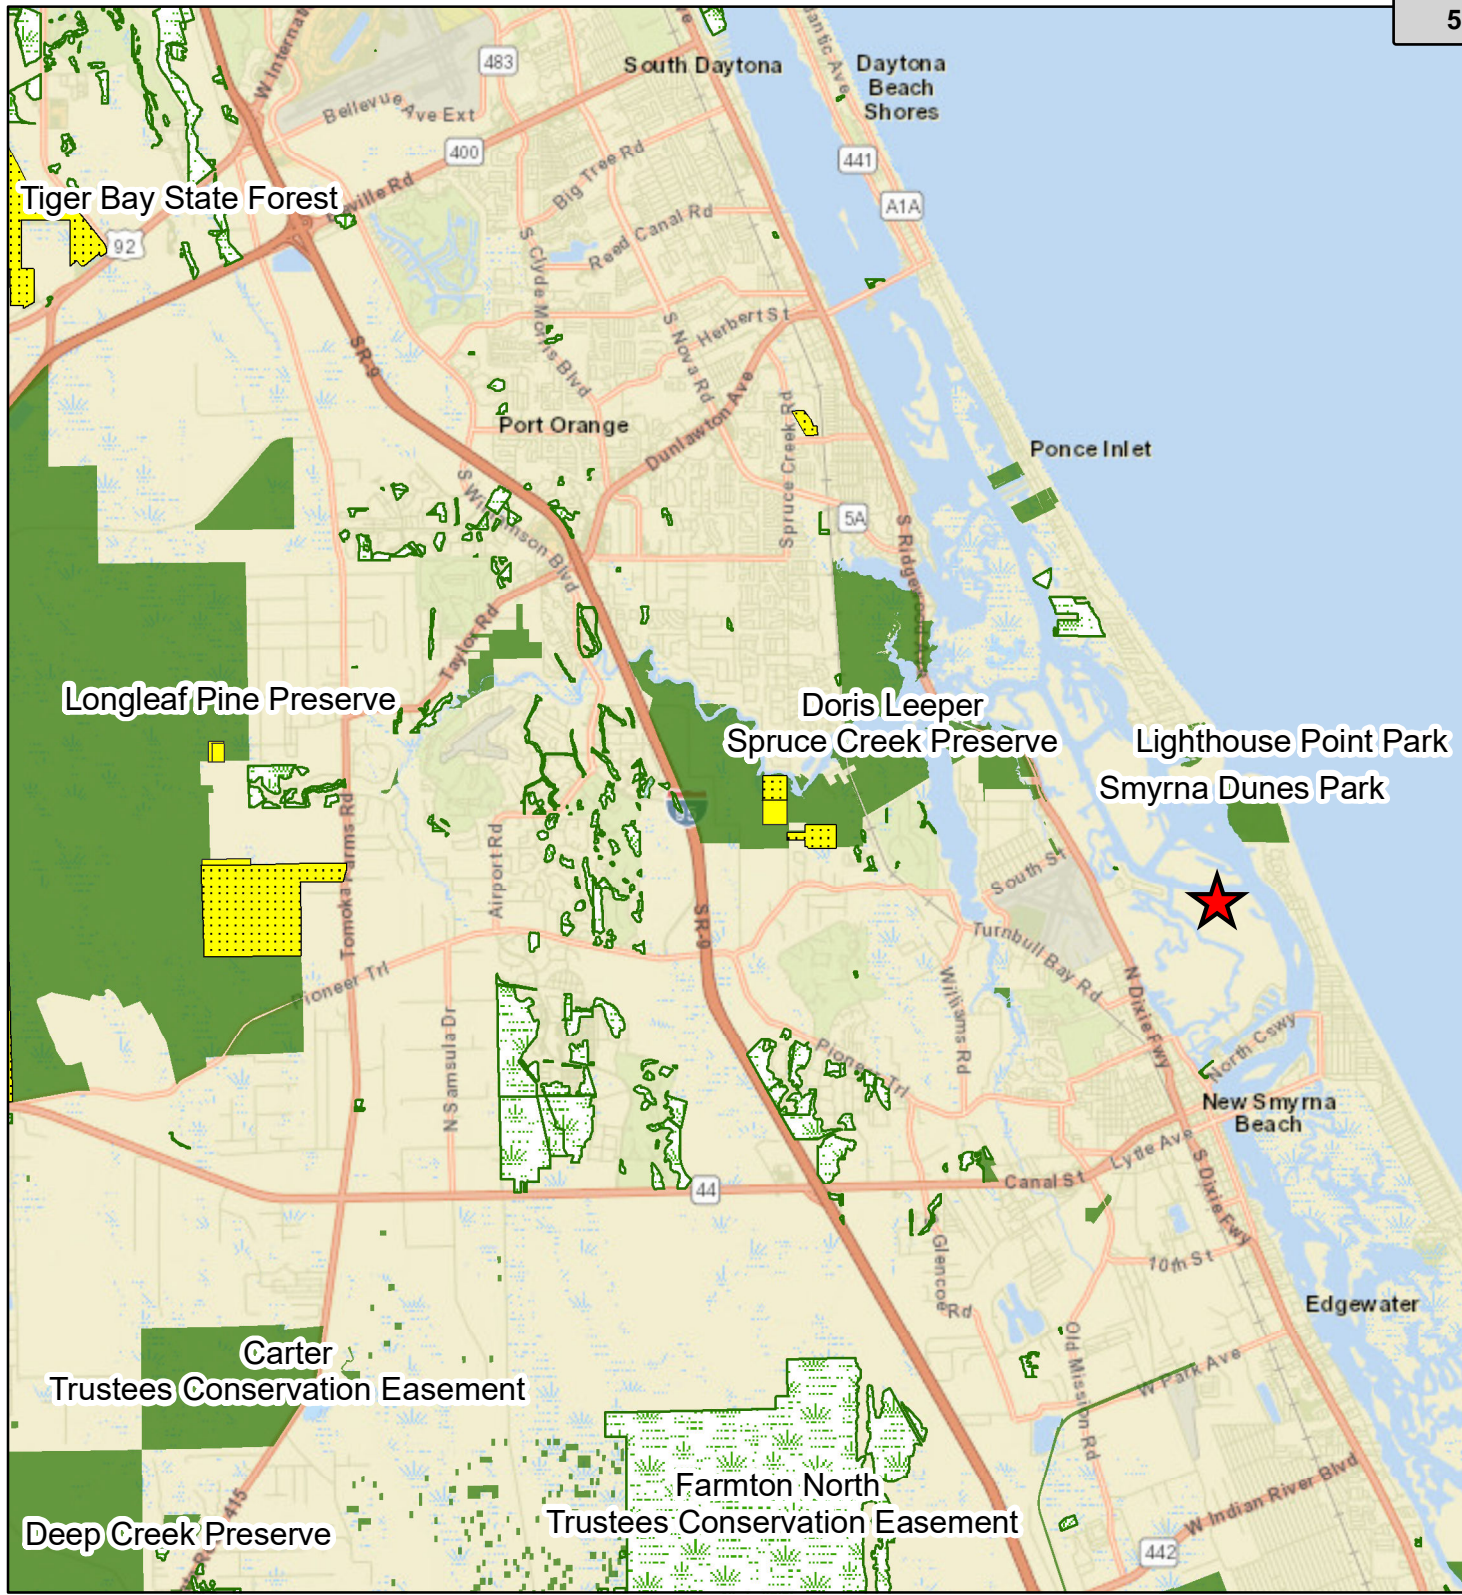 5
South Daytona
Daytona
Beach
Shores
W Internat
483
Bellevue Ave Ext
400
441
A1A
Tiger Bay State Forest
92
Big Tree Rd
Reed Canal Rd
S Clyde Morris Blvd
Herbert St
S Nova Rd
SR-9
Port Orange
Dunlawton Ave
Spruce Creek Rd
Ponce Inlet
S Williamson Blvd
5A
S Ridgewood Ave
Taylor Rd
Longleaf Pine Preserve
Doris Leeper
Spruce Creek Preserve
Lighthouse Point Park
Smyrna Dunes Park
Tomoka Farms Rd
Airport Rd
South St
SR-9
Turnbull Bay Rd
Pioneer Trl
Williams Rd
N Dixie Fwy
N Samsula Dr
North Cswy
Pioneer Trl
New Smyrna
Beach
Lytle Ave
44
Canal St
S Dixie Fwy
Glencoe Rd
10th St
Edgewater
Old Mission Rd
Carter
Trustees Conservation Easement
W Park Ave
Farmton North
Trustees Conservation Easement
415
W Indian River Blvd
Deep Creek Preserve
442